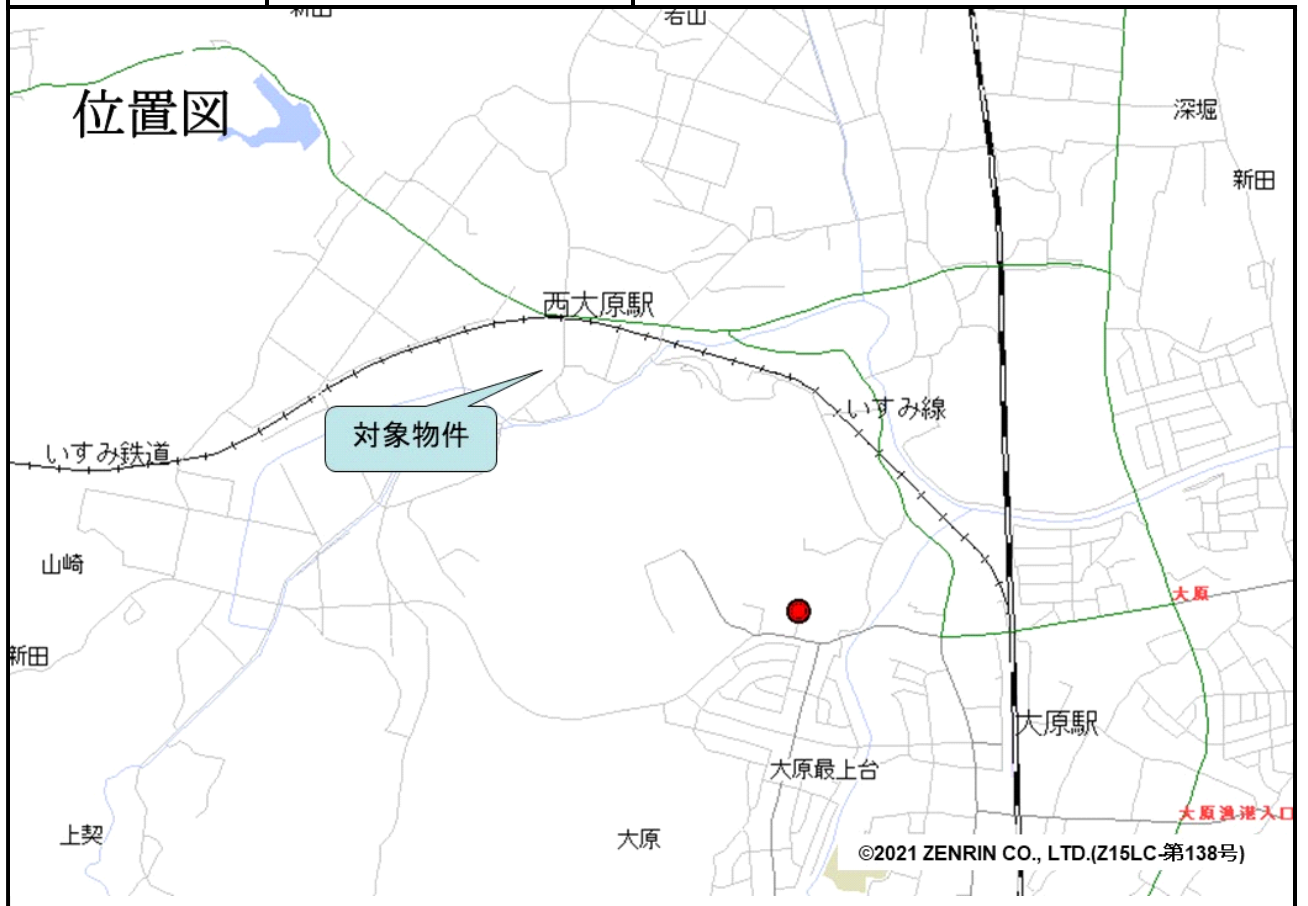 新田
若山
位置図
深堀
新田
西大原駅
いすみ線
対象物件
いすみ鉄道
山崎
大原
新田
大原駅
大原最上台
大原漁港入口
上契
大原
©2021 ZENRIN CO., LTD.(Z15LC-第138号)